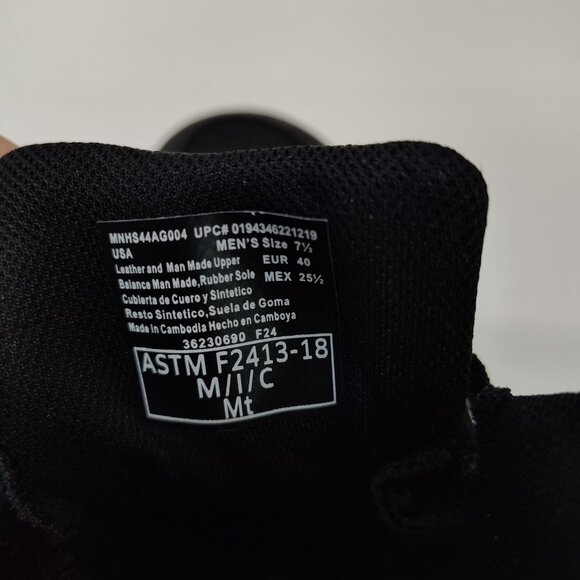 MNHS44AG004 UPC# 0194346221219
USA MEN'S Size 7½
Leather and Man Made Upper EUR 40
Balance Man Made,Rubber Sole MEX 25½
Cubierta de Cuero y Sintetico
Resto Sintetico,Suela de Goma
Made in Cambodia Hecho en Camboya
36230690 F24
ASTM F2413-18
M/I/C
Mt